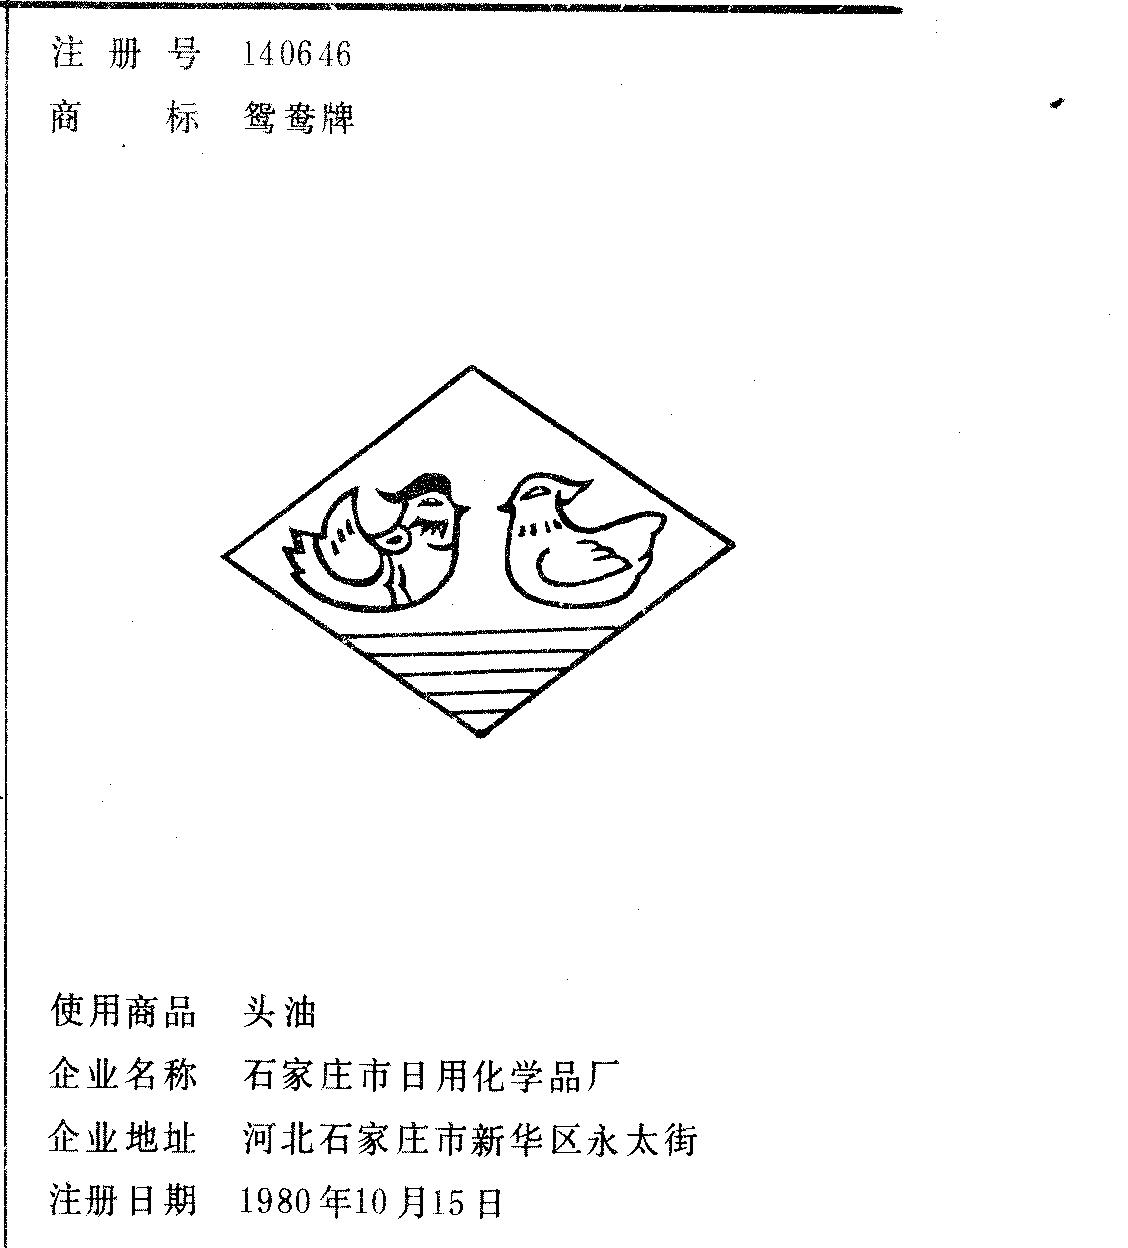 注册号 140646
商标 鸳鸯牌
使用商品 头油
企业名称 石家庄市日用化学品厂
企业地址 河北石家庄市新华区永太街
注册日期 1980年10月15日